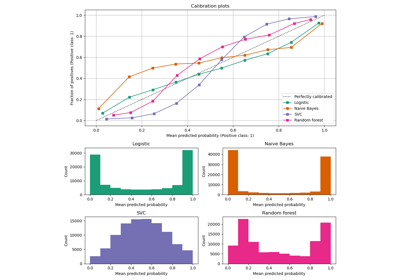 Calibration plots
Fraction of positives (Positive class: 1)
1.0
0.8
0.6
0.4
0.2
0.0
Perfectly calibrated
Logistic
Naive Bayes
SVC
Random forest
0.0 0.2 0.4 0.6 0.8 1.0
Mean predicted probability (Positive class: 1)
Logistic
Count
30000
20000
10000
0
0.0 0.2 0.4 0.6 0.8 1.0
Mean predicted probability
Naive Bayes
Count
40000
30000
20000
10000
0
0.0 0.2 0.4 0.6 0.8 1.0
Mean predicted probability
SVC
Count
15000
10000
5000
0
0.0 0.2 0.4 0.6 0.8 1.0
Mean predicted probability
Random forest
Count
20000
15000
10000
5000
0
0.0 0.2 0.4 0.6 0.8 1.0
Mean predicted probability